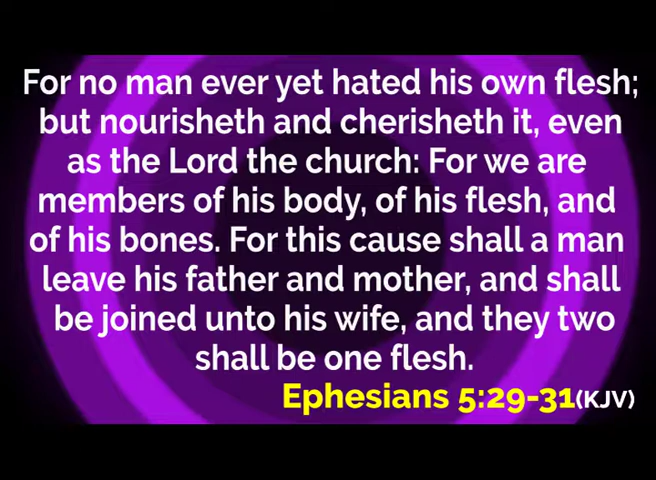 For no man ever yet hated his own flesh;
but nourisheth and cherisheth it, even
as the Lord the church: For we are
members of his body, of his flesh, and
of his bones. For this cause shall a man
leave his father and mother, and shall
be joined unto his wife, and they two
shall be one flesh.
Ephesians 5:29-31(KJV)